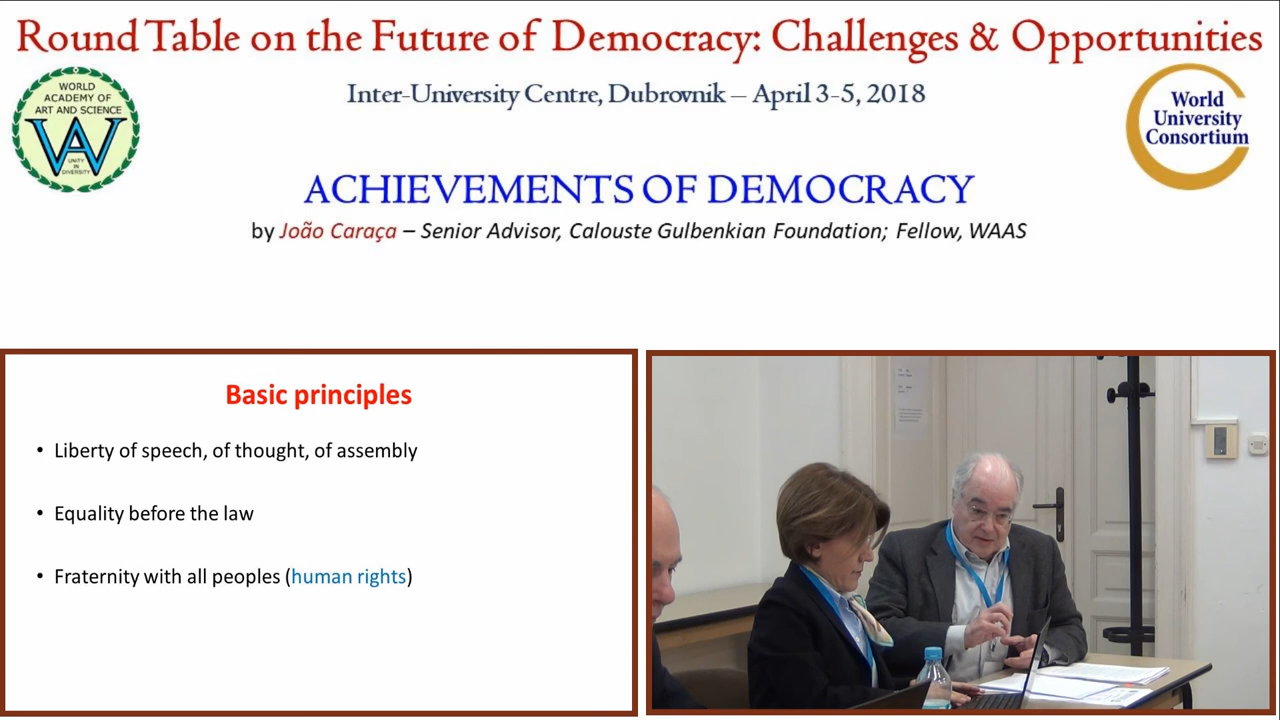 Round Table on the Future of Democracy: Challenges & Opportunities
Inter-University Centre, Dubrovnik – April 3-5, 2018
WORLD
ACADEMY OF
ART AND SCIENCE
UNITY
IN
DIVERSITY
World
University
Consortium
ACHIEVEMENTS OF DEMOCRACY
by João Caraça – Senior Advisor, Calouste Gulbenkian Foundation; Fellow, WAAS
Basic principles
• Liberty of speech, of thought, of assembly
• Equality before the law
• Fraternity with all peoples (human rights)